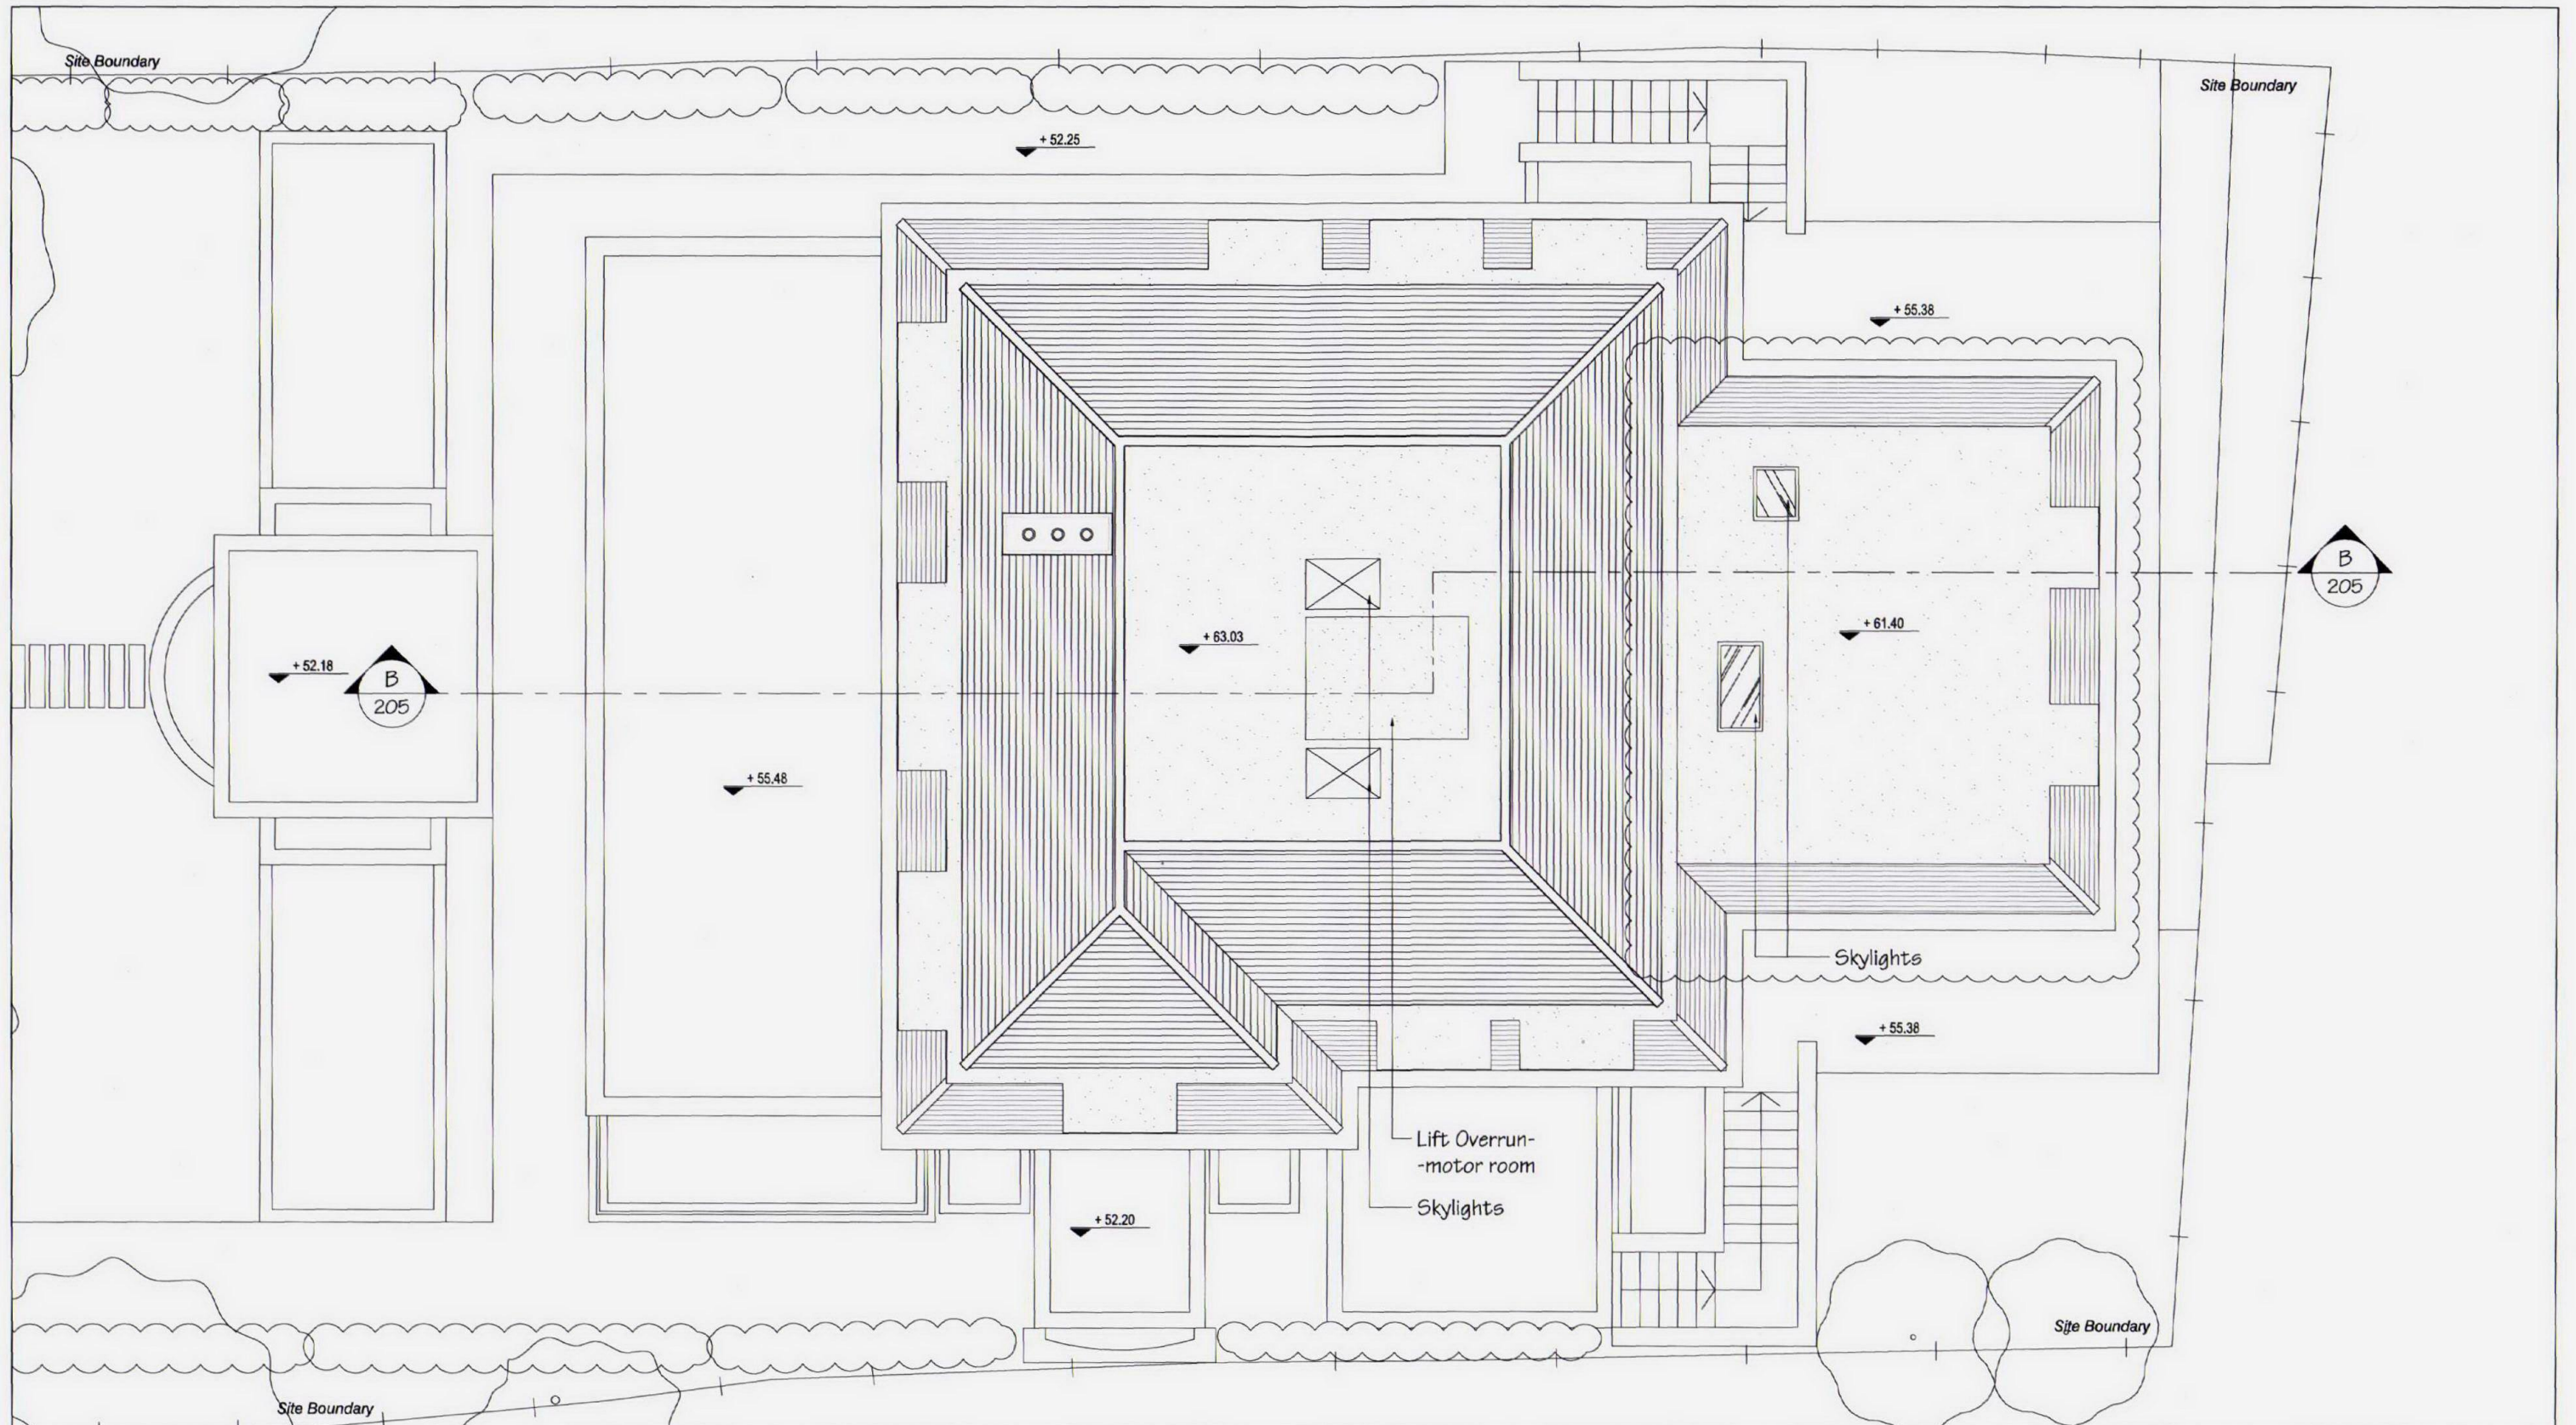 Site Boundary
Site Boundary
+ 52.25
+ 55.38
B
205
+ 63.03
+ 61.40
+ 52.18
B
205
+ 55.48
Skylights
+ 55.38
Lift Overrun-
-motor room
Skylights
+ 52.20
Site Boundary
Site Boundary